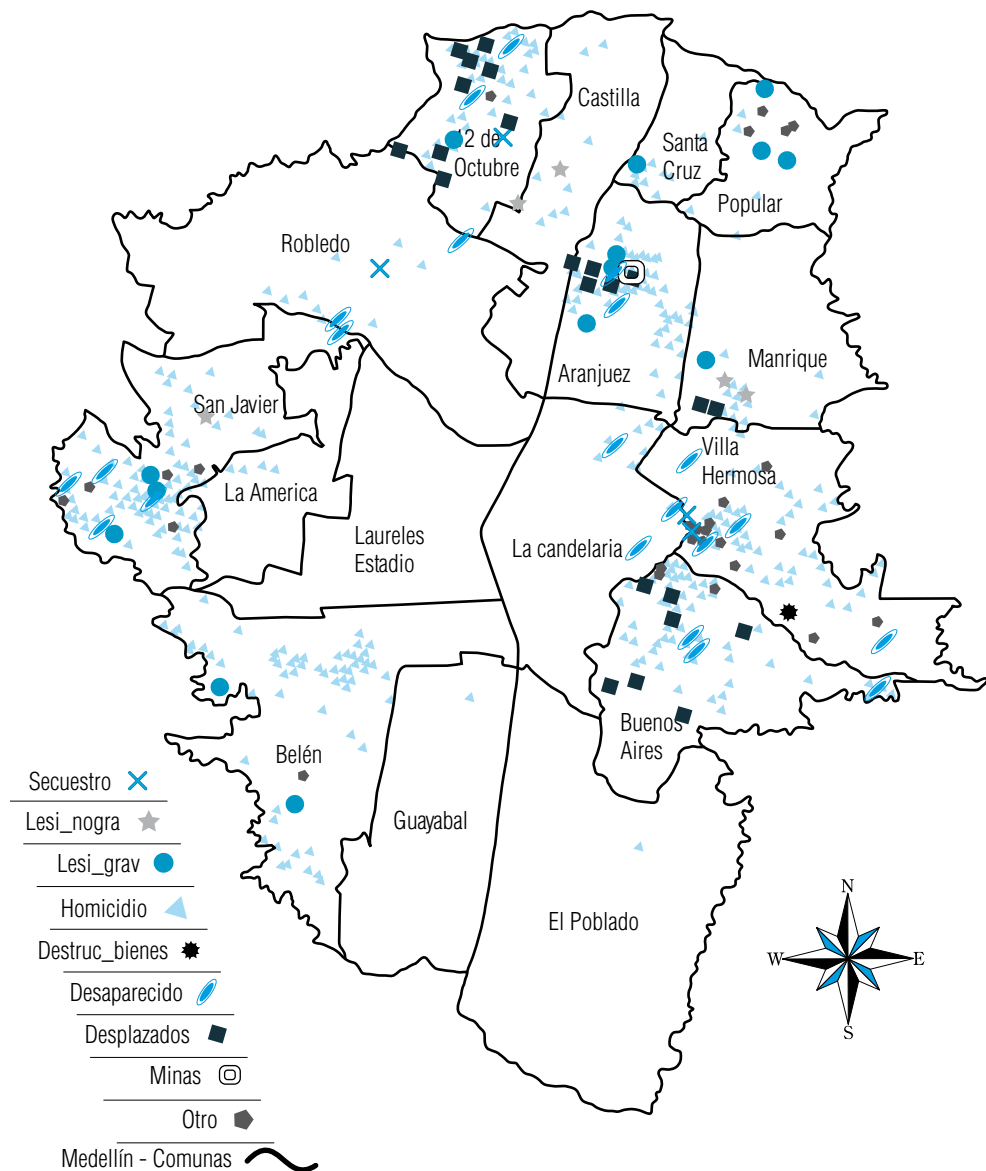 Castilla
12 de
Octubre
Santa
Cruz
Popular
Robledo
Aranjuez
Manrique
San Javier
Villa
Hermosa
La America
Laureles
Estadio
La candelaria
Buenos
Aires
Belén
Guayabal
El Poblado
Secuestro
Lesi_nogra
Lesi_grav
Homicidio
Destruc_bienes
Desaparecido
Desplazados
Minas
Otro
Medellín - Comunas
N
W
E
S